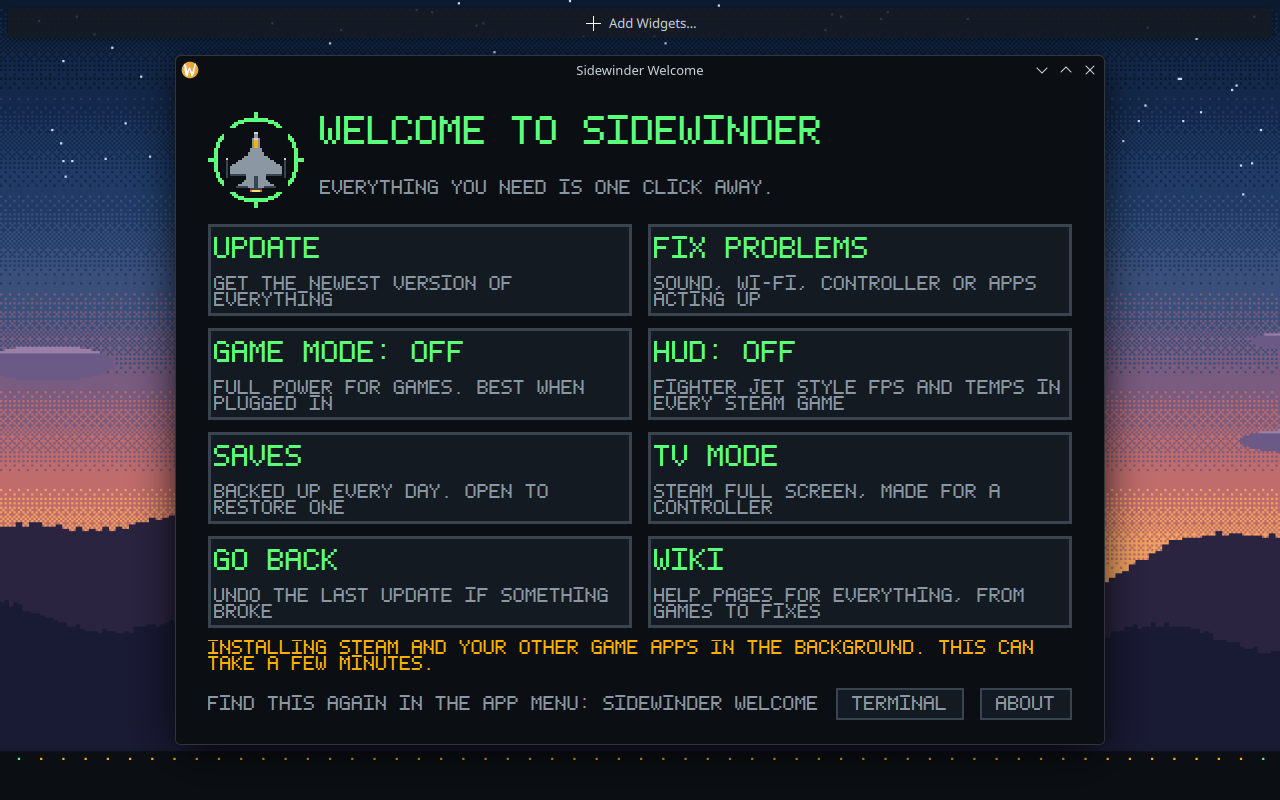 Add Widgets...
Sidewinder Welcome
WELCOME TO SIDEWINDER
EVERYTHING YOU NEED IS ONE CLICK AWAY.
UPDATE
GET THE NEWEST VERSION OF
EVERYTHING
FIX PROBLEMS
SOUND, WI-FI, CONTROLLER OR APPS
ACTING UP
GAME MODE: OFF
FULL POWER FOR GAMES. BEST WHEN
PLUGGED IN
HUD: OFF
FIGHTER JET STYLE FPS AND TEMPS IN
EVERY STEAM GAME
SAVES
BACKED UP EVERY DAY. OPEN TO
RESTORE ONE
TV MODE
STEAM FULL SCREEN, MADE FOR A
CONTROLLER
GO BACK
UNDO THE LAST UPDATE IF SOMETHING
BROKE
WIKI
HELP PAGES FOR EVERYTHING, FROM
GAMES TO FIXES
INSTALLING STEAM AND YOUR OTHER GAME APPS IN THE BACKGROUND. THIS CAN
TAKE A FEW MINUTES.
FIND THIS AGAIN IN THE APP MENU: SIDEWINDER WELCOME
TERMINAL
ABOUT